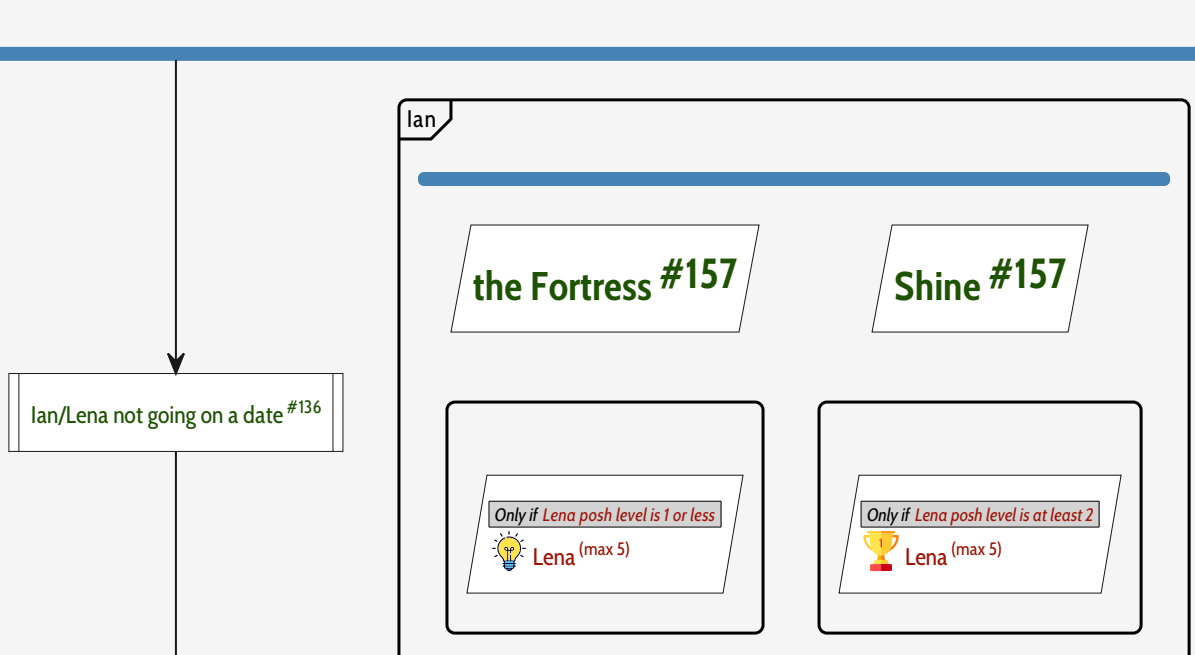 Ian
the Fortress #157
Shine #157
Ian/Lena not going on a date #136
Only if Lena posh level is 1 or less
Lena (max 5)
Only if Lena posh level is at least 2
1
Lena (max 5)